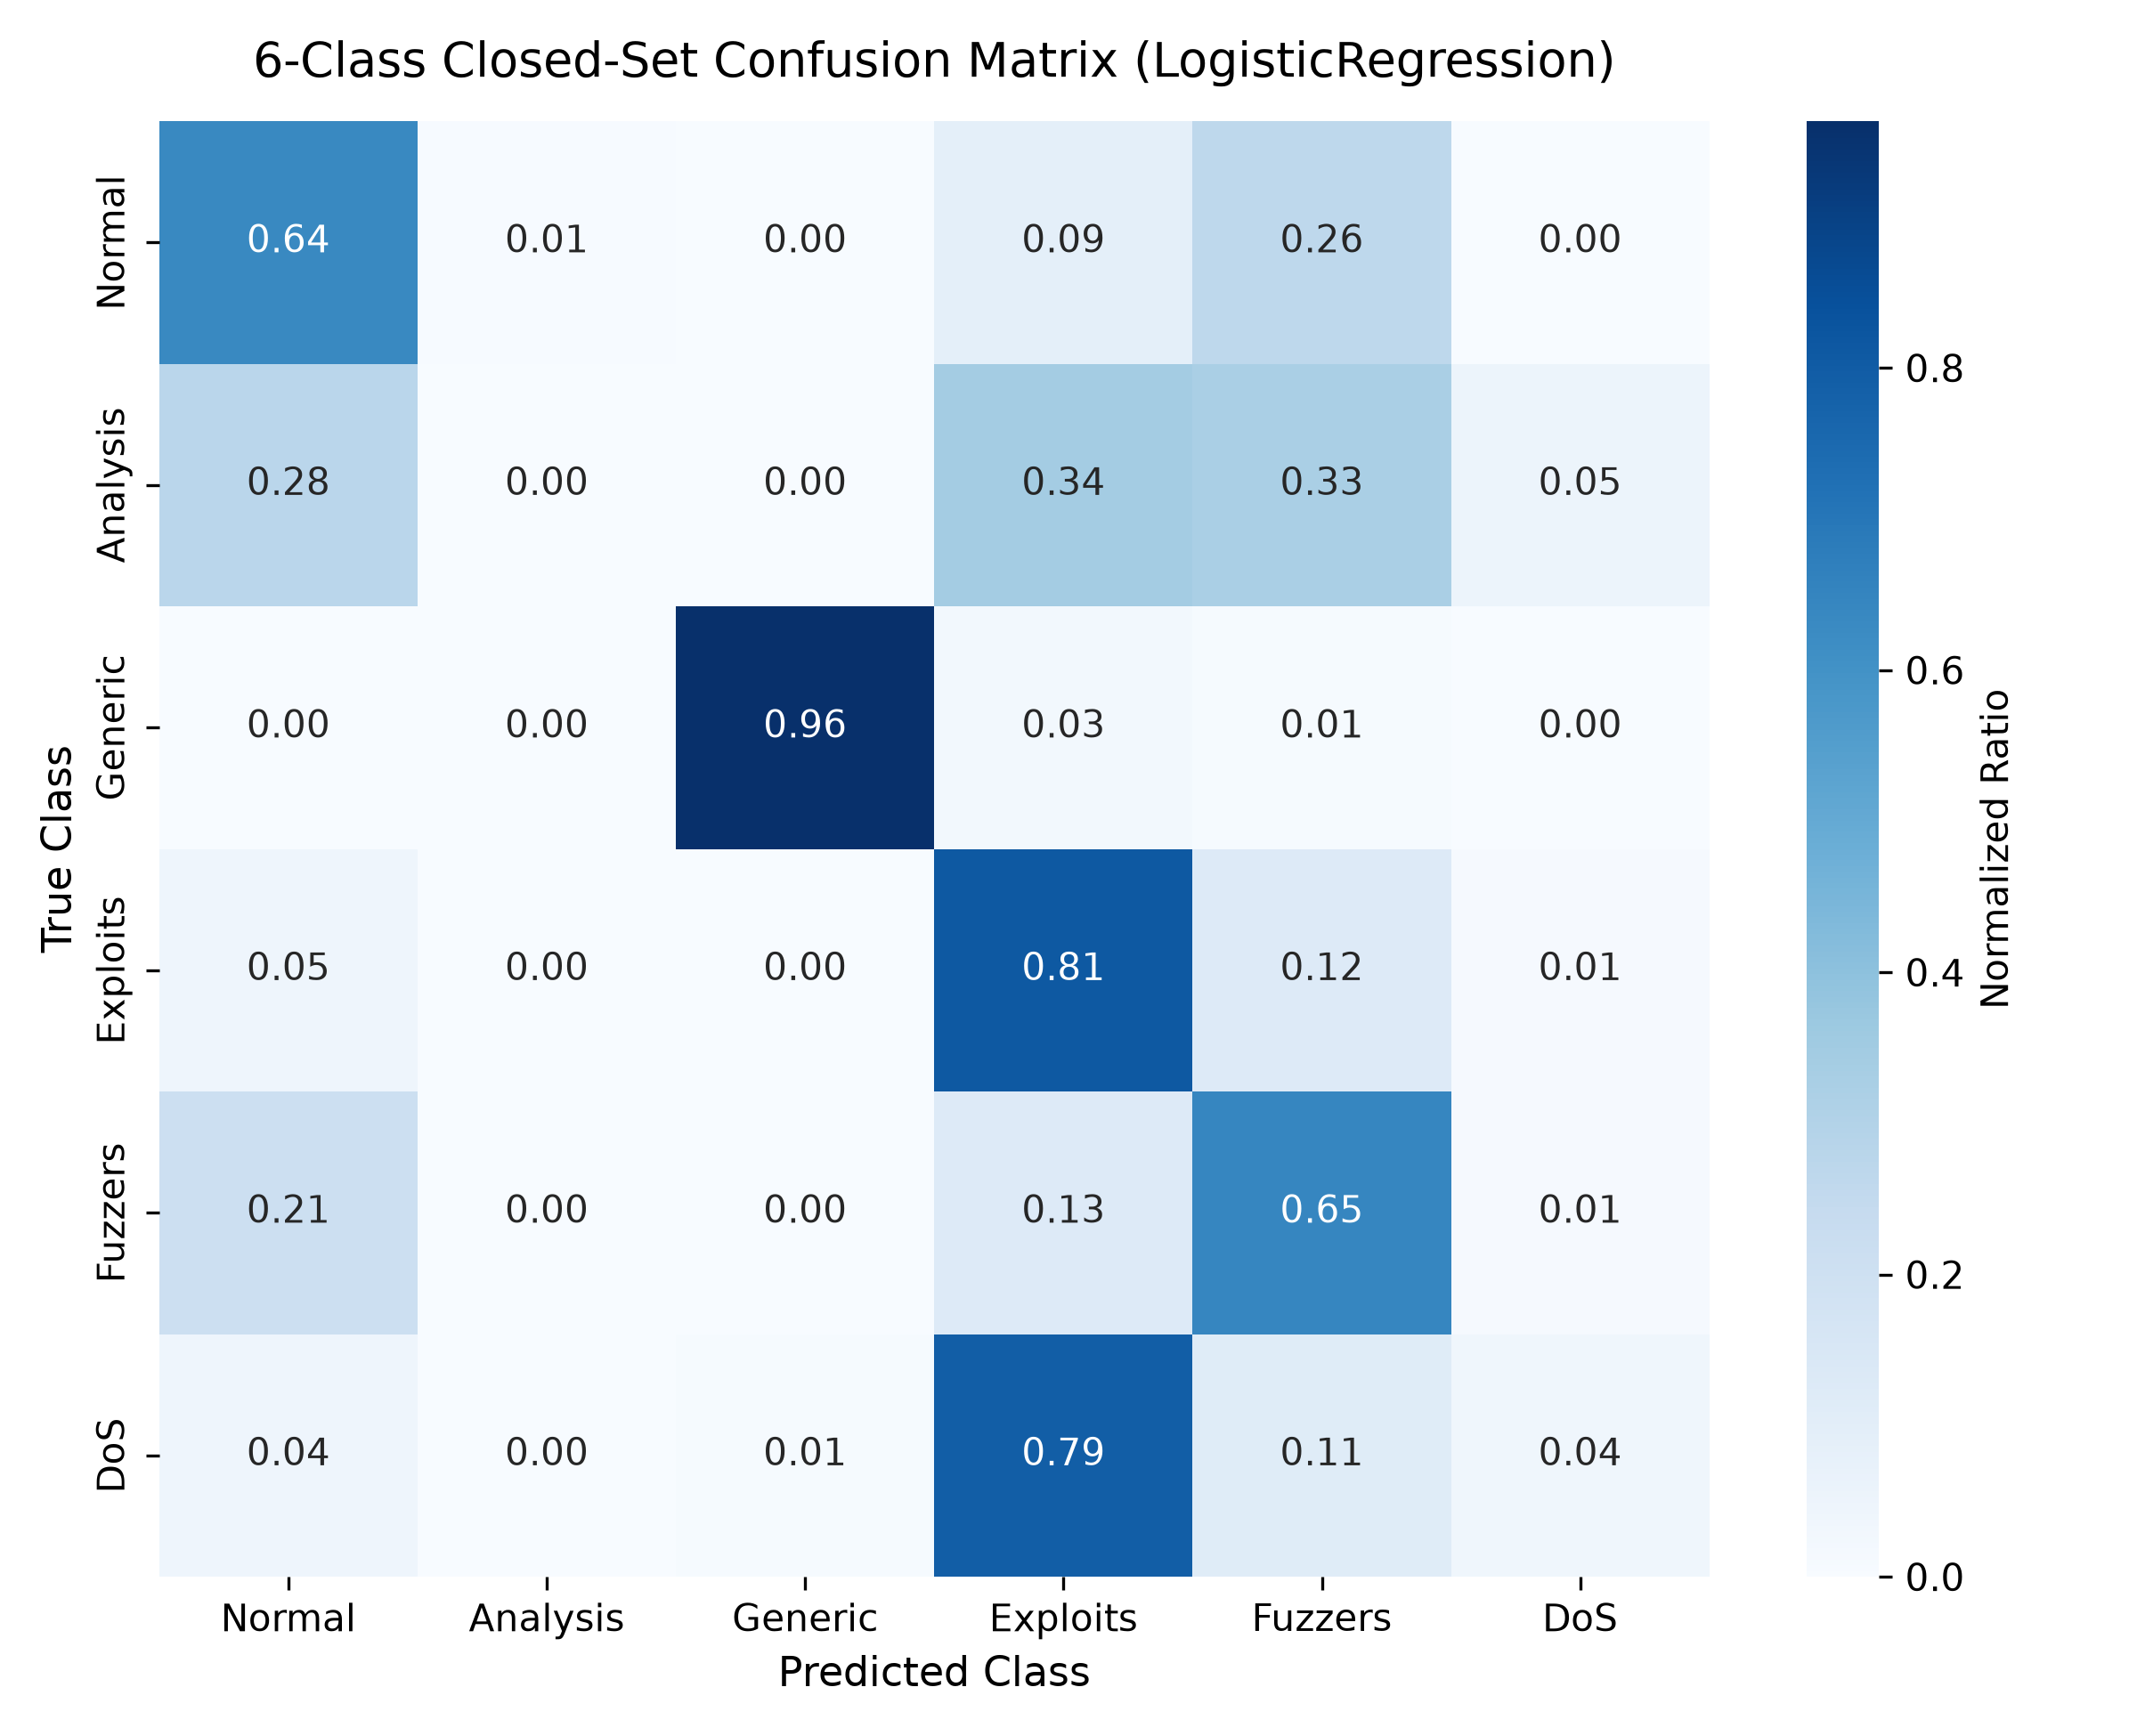 6-Class Closed-Set Confusion Matrix (LogisticRegression)
True Class
Normal 0.64 0.01 0.00 0.09 0.26 0.00
Analysis 0.28 0.00 0.00 0.34 0.33 0.05
Generic 0.00 0.00 0.96 0.03 0.01 0.00
Exploits 0.05 0.00 0.00 0.81 0.12 0.01
Fuzzers 0.21 0.00 0.00 0.13 0.65 0.01
DoS 0.04 0.00 0.01 0.79 0.11 0.04
Normal Analysis Generic Exploits Fuzzers DoS
Predicted Class
0.8
0.6
0.4
0.2
0.0
Normalized Ratio